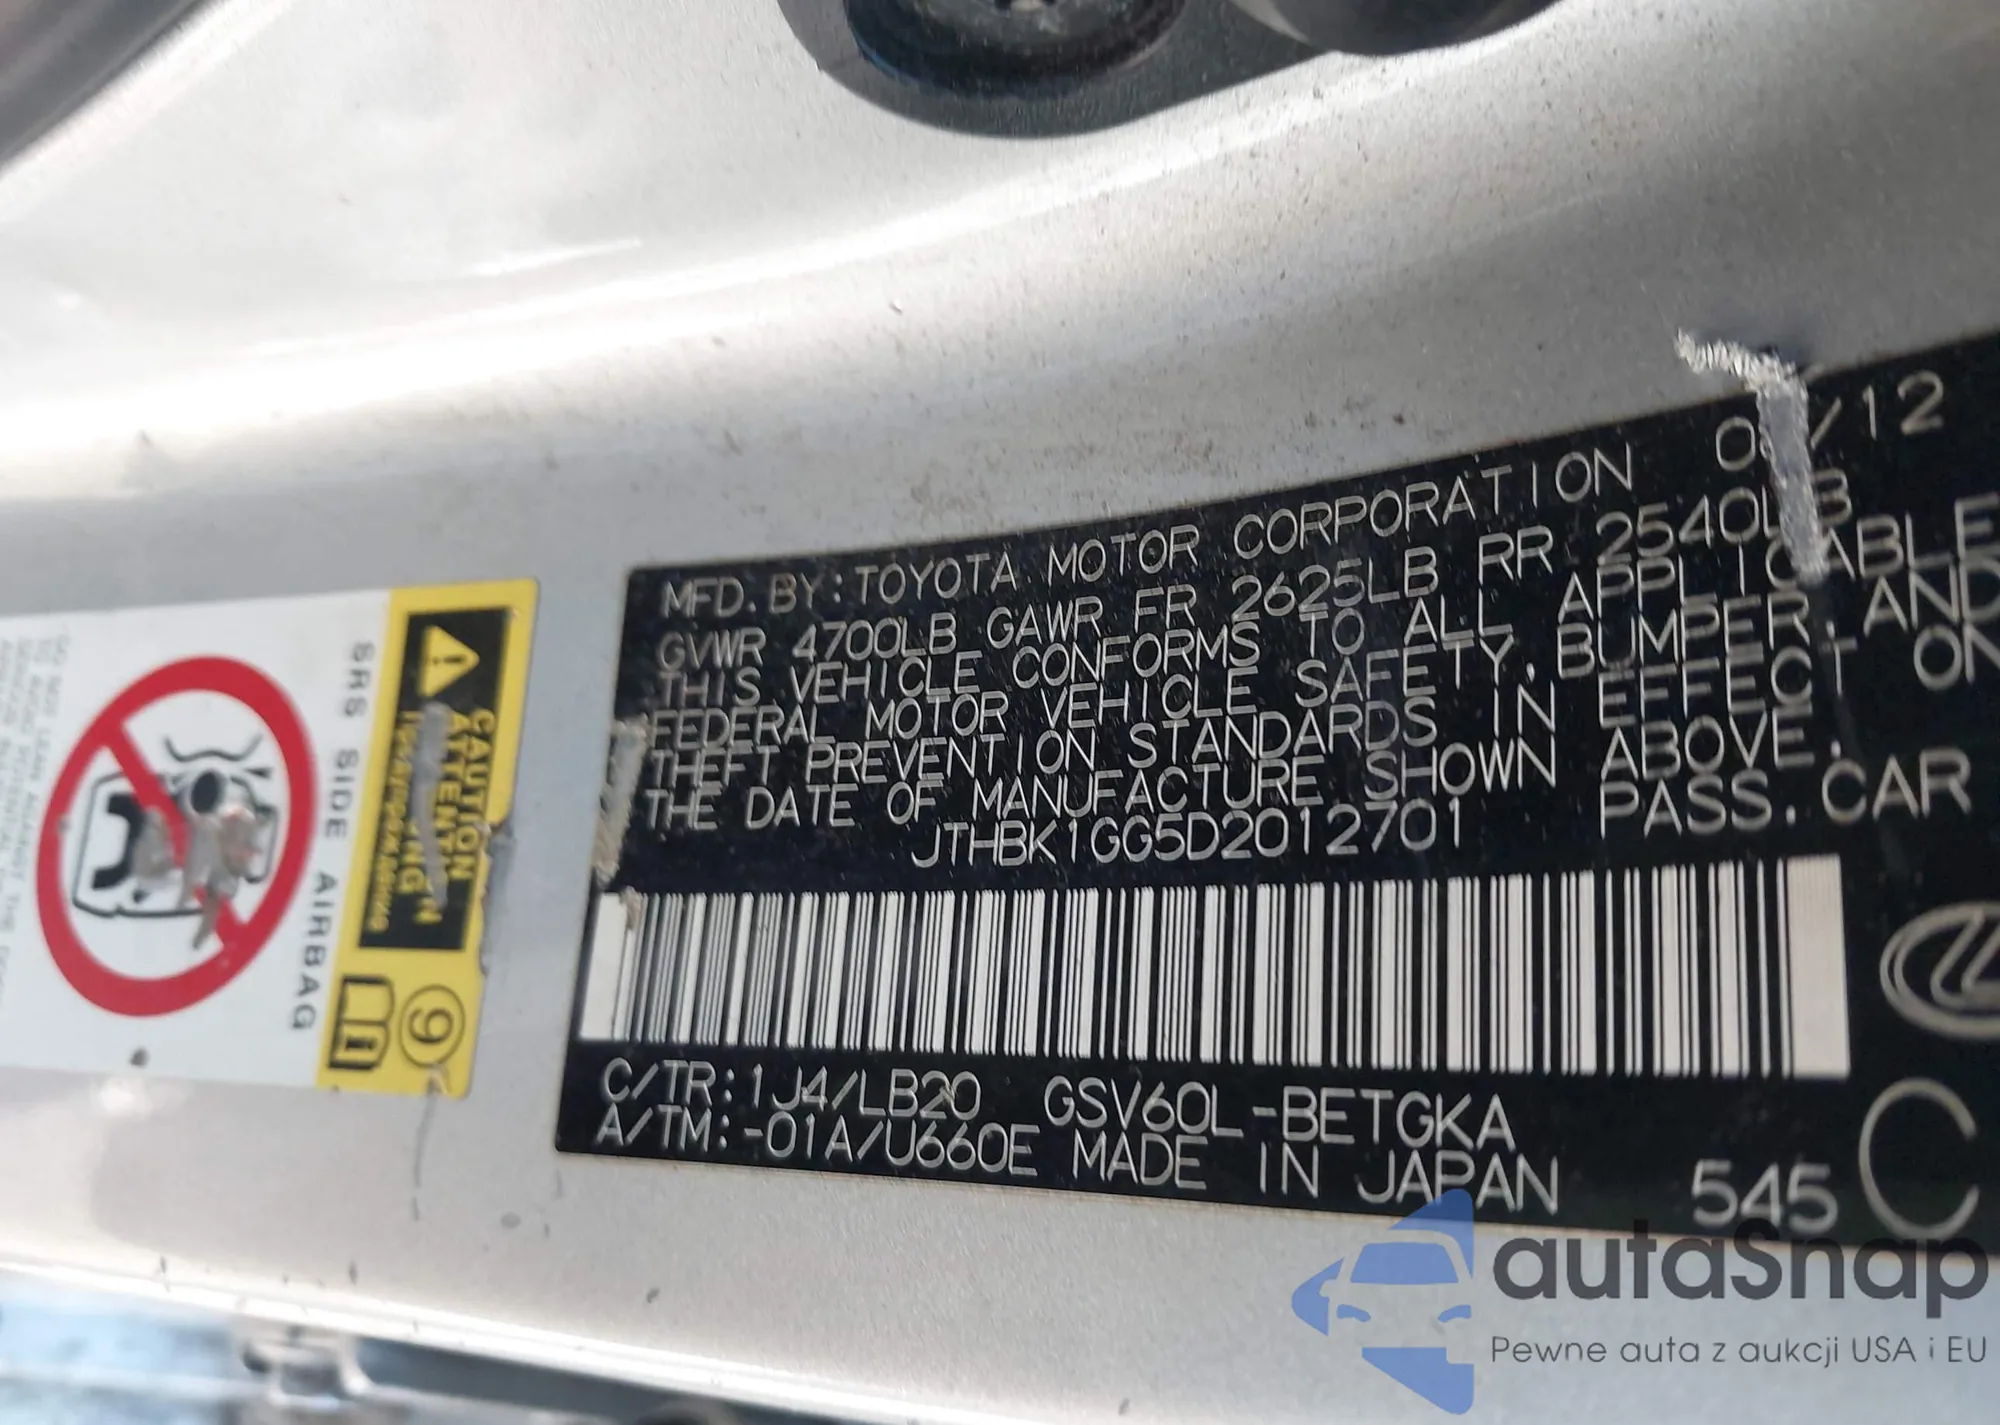 MFD. BY: TOYOTA MOTOR CORPORATION /12
GVWR 4700LB GAWR FR 2625LB RR 2540LB
THIS VEHICLE CONFORMS TO ALL APPLICABLE
FEDERAL MOTOR VEHICLE SAFETY, BUMPER, AND
THEFT PREVENTION STANDARDS IN EFFECT ON
THE DATE OF MANUFACTURE SHOWN ABOVE.
JTHBK1GG5D2012701 PASS. CAR
C/TR: 1J4/LB20 GSV60L-BETGKA
A/TM: -01A/U660E MADE IN JAPAN
545
C
CAUTION
ATTENTION
SRS SIDE AIRBAG
9
i
autaSnap
Pewne auta z aukcji USA i EU